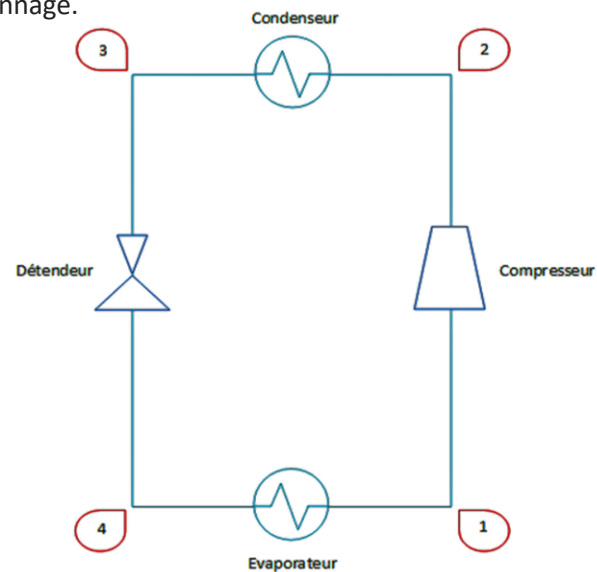 nnage.
Condenseur
3
2
Détendeur
Compresseur
4
1
Evaporateur